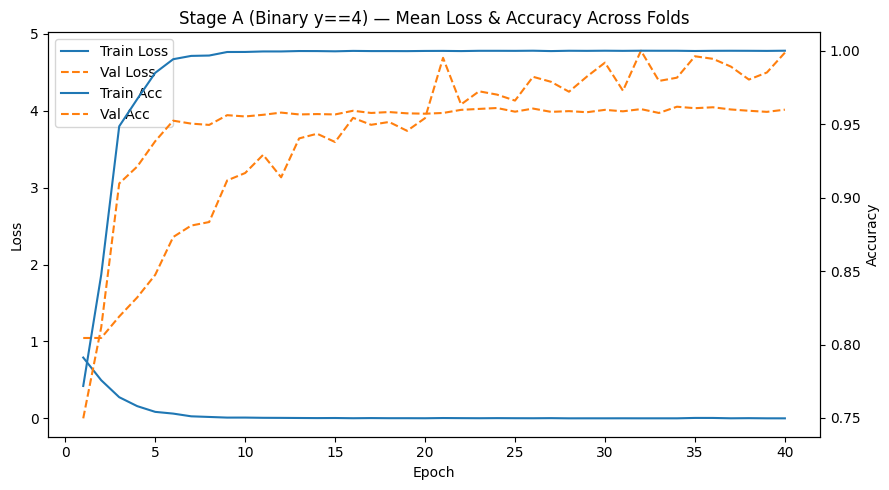 Stage A (Binary y==4) — Mean Loss & Accuracy Across Folds
Train Loss
Val Loss
Train Acc
Val Acc
Loss
5
4
3
2
1
0
0 5 10 15 20 25 30 35 40
Epoch
1.00
0.95
0.90
0.85
0.80
0.75
Accuracy